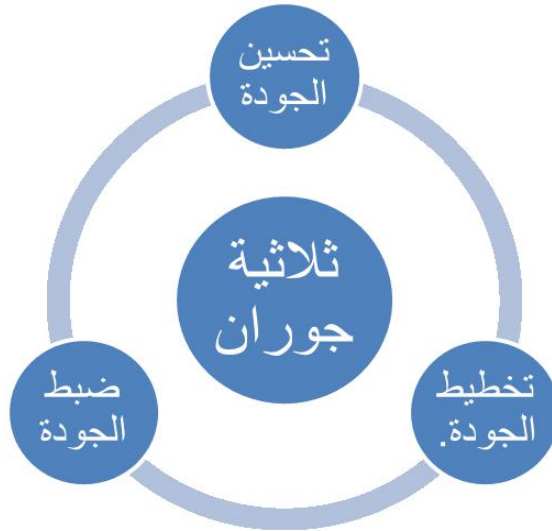 تحسين
الجودة
ثلاثية
جوران
تخطيط
الجودة.
ضبط
الجودة